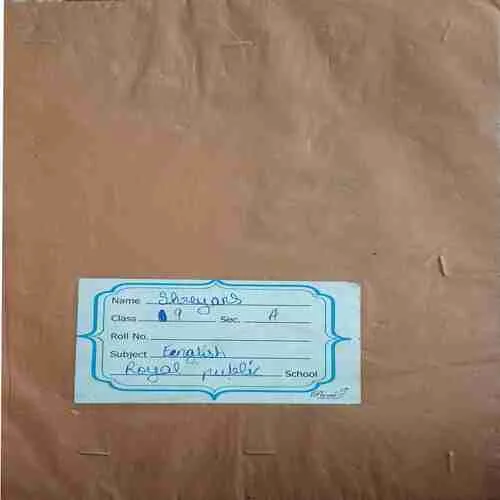 Name Shreyans
Class 9 Sec. A
Roll No.
Subject English
Royal public School